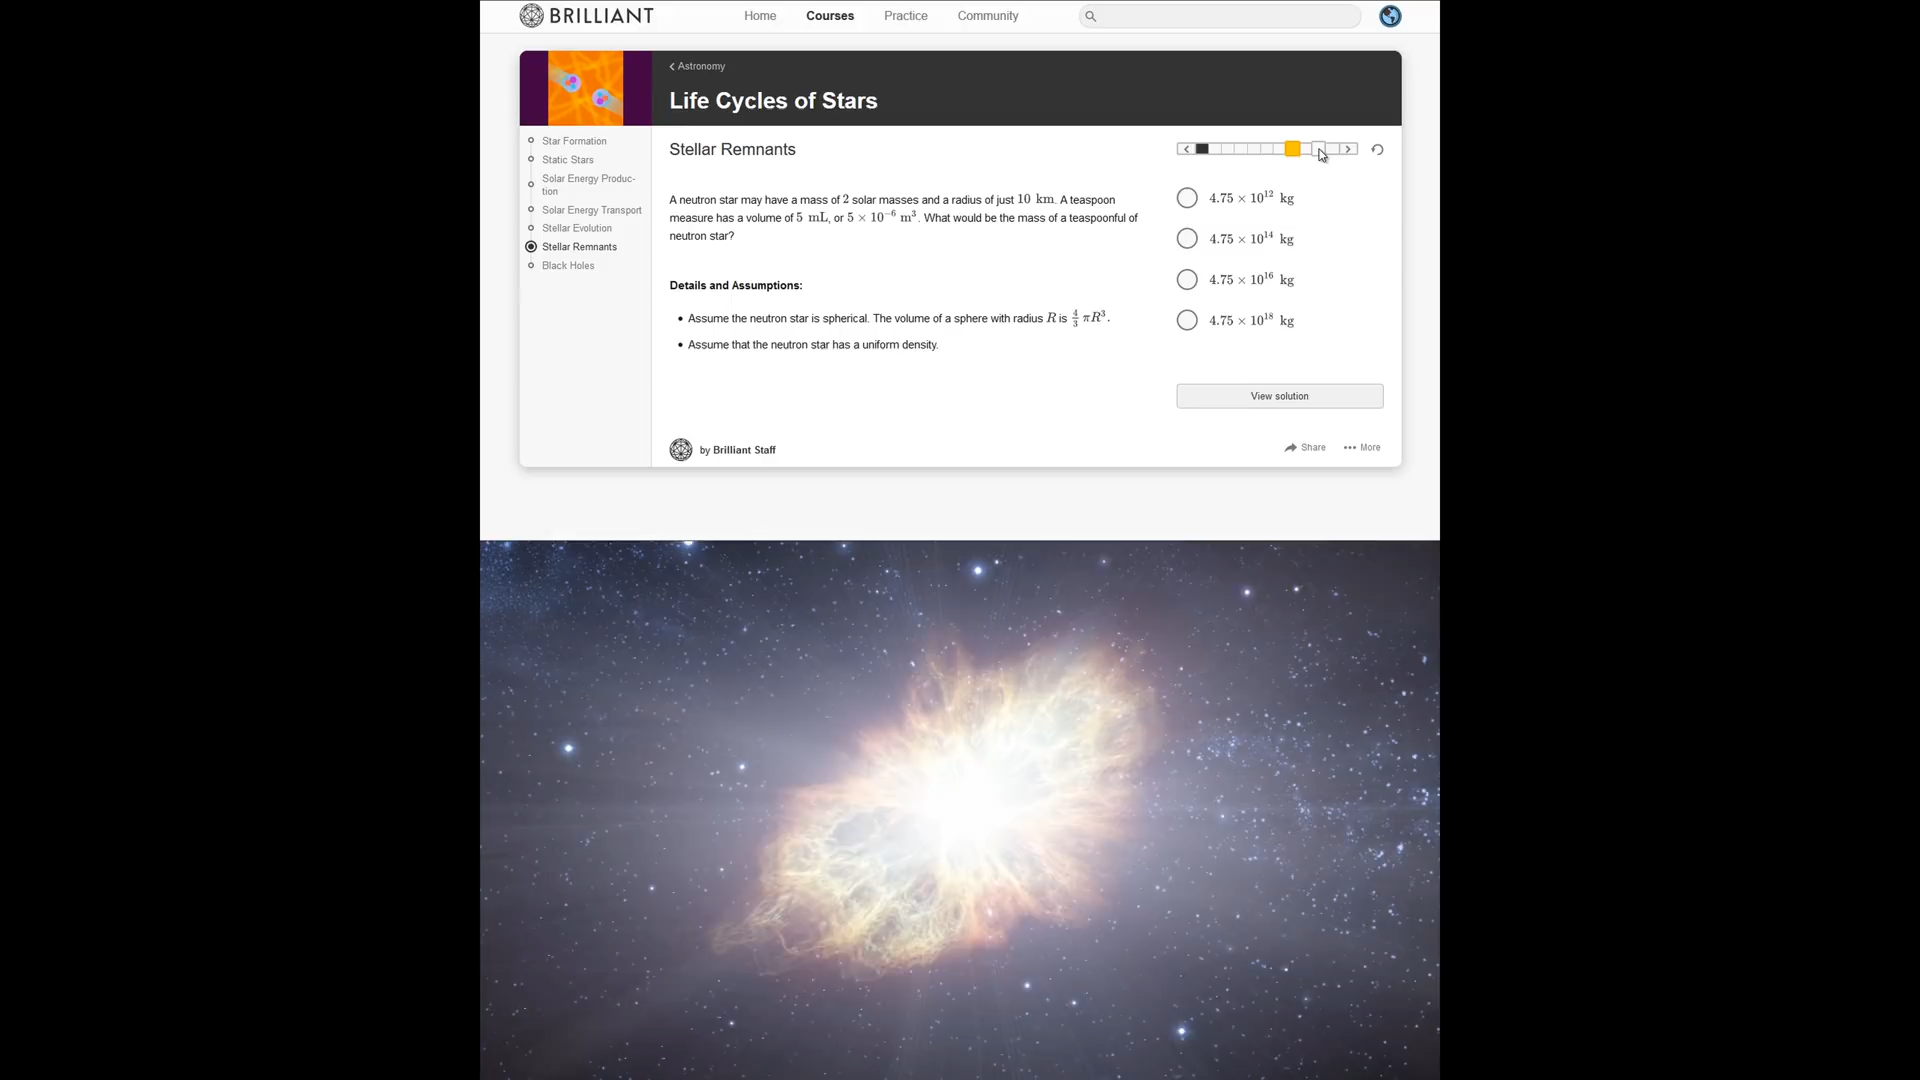 BRILLIANT
Home
Courses
Practice
Community
Astronomy
Life Cycles of Stars
Star Formation
Static Stars
Solar Energy Produc-
tion
Solar Energy Transport
Stellar Evolution
Stellar Remnants
Black Holes
Stellar Remnants
A neutron star may have a mass of 2 solar masses and a radius of just 10 km. A teaspoon
measure has a volume of 5 mL, or 5 × 10⁻⁶ m³. What would be the mass of a teaspoonful of
neutron star?
Details and Assumptions:
• Assume the neutron star is spherical. The volume of a sphere with radius R is 4/3 πR³.
• Assume that the neutron star has a uniform density.
4.75 × 10¹² kg
4.75 × 10¹⁴ kg
4.75 × 10¹⁶ kg
4.75 × 10¹⁸ kg
View solution
by Brilliant Staff
Share
More